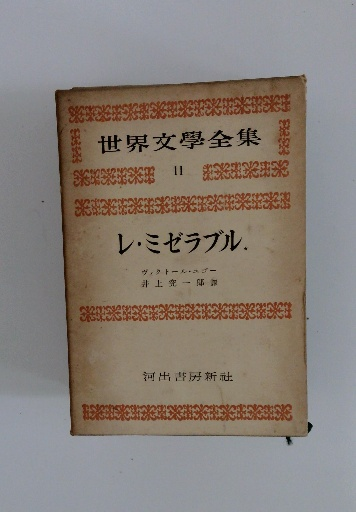 世界文學全集
11
レ・ミゼラブル
ヴィクトール・ユゴー
井上究一郎 譯
河出書房新社